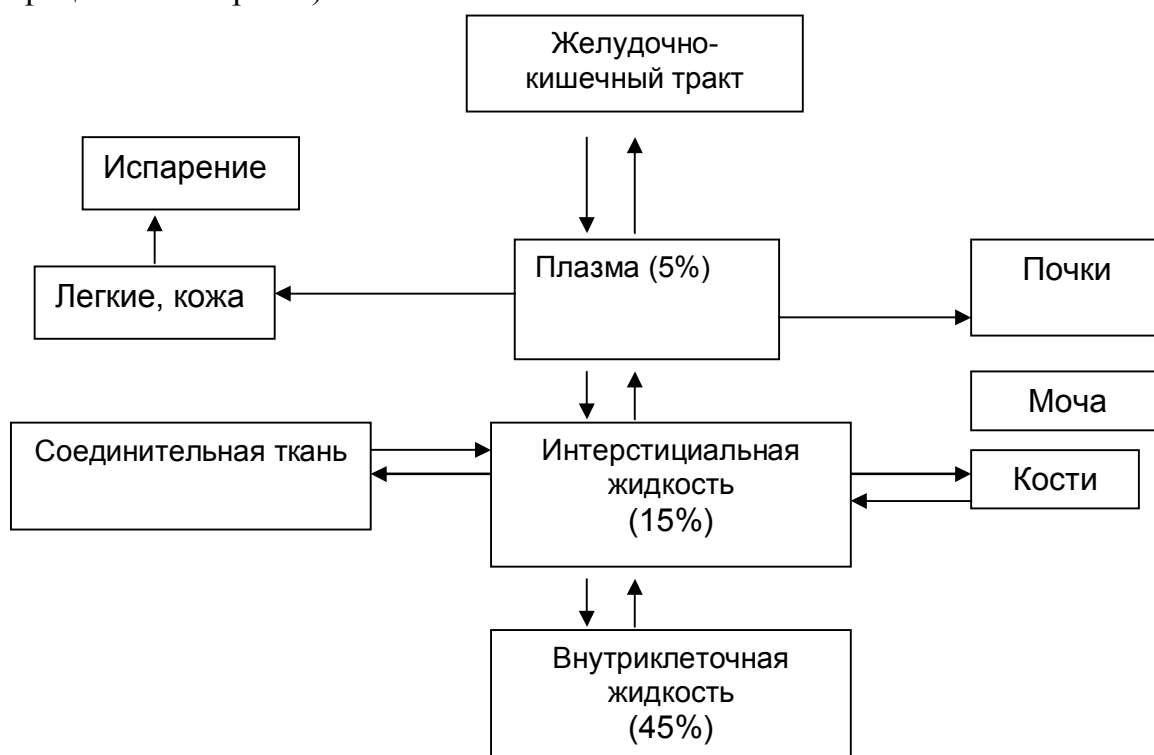 Желудочно-
кишечный тракт
Испарение
Плазма (5%)
Почки
Легкие, кожа
Моча
Соединительная ткань
Интерстициальная
жидкость
(15%)
Кости
Внутриклеточная
жидкость
(45%)